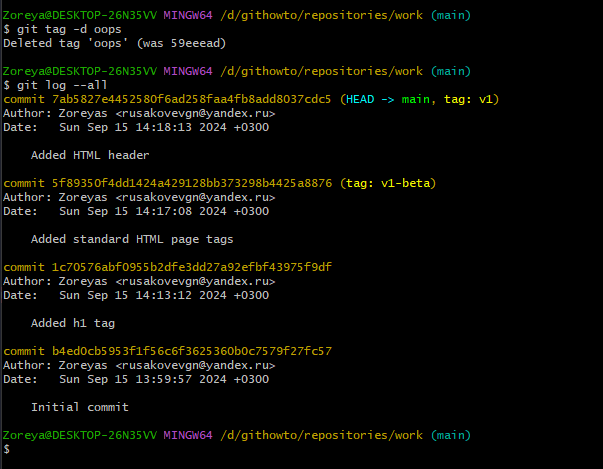 Zoreya@DESKTOP-26N35VV MINGW64 /d/githowto/repositories/work (main)
$ git tag -d oops
Deleted tag 'oops' (was 59eeead)
Zoreya@DESKTOP-26N35VV MINGW64 /d/githowto/repositories/work (main)
$ git log --all
commit 7ab5827e4452580f6ad258faa4fb8add8037cdc5 (HEAD -> main, tag: v1)
Author: Zoreyas <rusakovevgn@yandex.ru>
Date:   Sun Sep 15 14:18:13 2024 +0300
    Added HTML header
commit 5f89350f4dd1424a429128bb373298b4425a8876 (tag: v1-beta)
Author: Zoreyas <rusakovevgn@yandex.ru>
Date:   Sun Sep 15 14:17:08 2024 +0300
    Added standard HTML page tags
commit 1c70576abf0955b2dfe3dd27a92efbf43975f9df
Author: Zoreyas <rusakovevgn@yandex.ru>
Date:   Sun Sep 15 14:13:12 2024 +0300
    Added h1 tag
commit b4ed0cb5953f1f56c6f3625360b0c7579f27fc57
Author: Zoreyas <rusakovevgn@yandex.ru>
Date:   Sun Sep 15 13:59:57 2024 +0300
    Initial commit
Zoreya@DESKTOP-26N35VV MINGW64 /d/githowto/repositories/work (main)
$